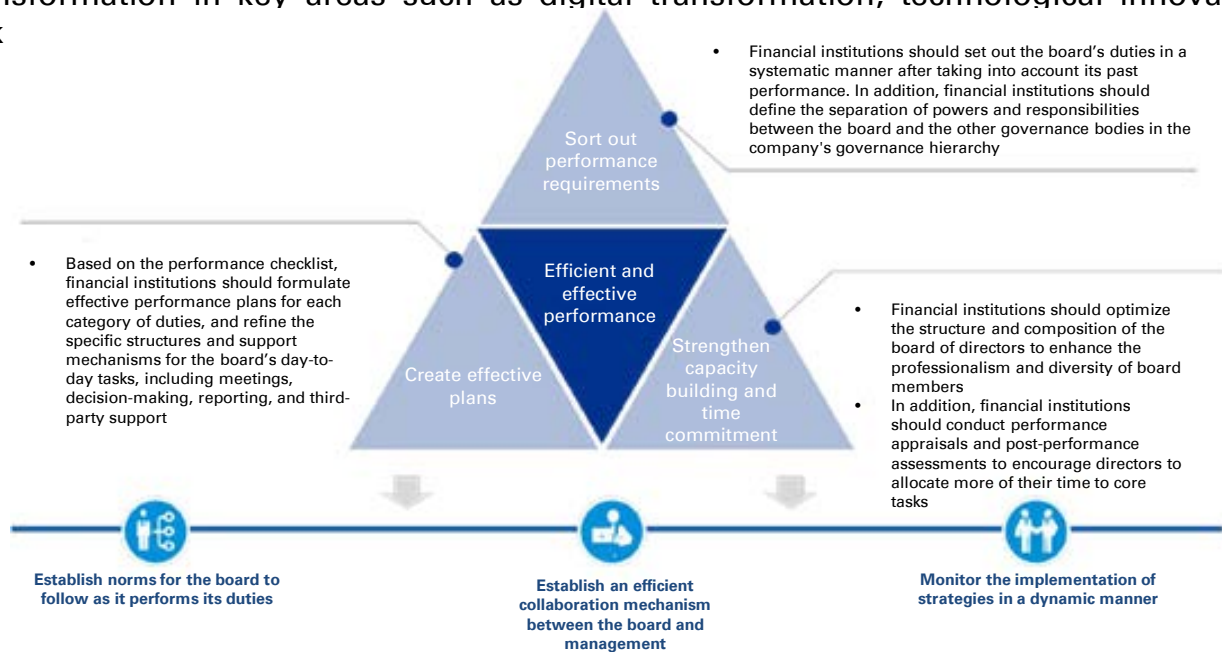 nsformation in key areas such as digital transformation, technological innova
k
• Financial institutions should set out the board's duties in a
systematic manner after taking into account its past
performance. In addition, financial institutions should
define the separation of powers and responsibilities
between the board and the other governance bodies in the
company's governance hierarchy
Sort out
performance
requirements
• Based on the performance checklist,
financial institutions should formulate
effective performance plans for each
category of duties, and refine the
specific structures and support
mechanisms for the board's day-to-
day tasks, including meetings,
decision-making, reporting, and third-
party support
Efficient and
effective
performance
Create effective
plans
Strengthen
capacity
building and
time
commitment
• Financial institutions should optimize
the structure and composition of the
board of directors to enhance the
professionalism and diversity of board
members
• In addition, financial institutions
should conduct performance
appraisals and post-performance
assessments to encourage directors to
allocate more of their time to core
tasks
Establish norms for the board to
follow as it performs its duties
Establish an efficient
collaboration mechanism
between the board and
management
Monitor the implementation of
strategies in a dynamic manner